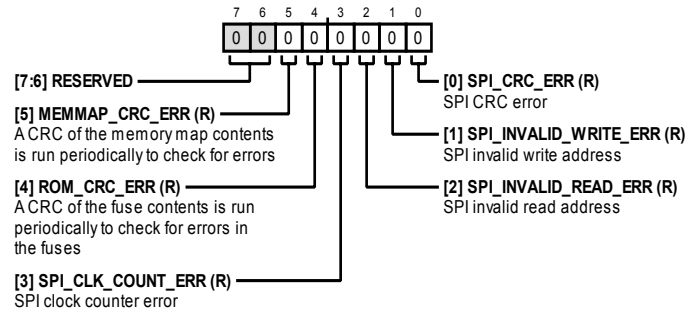 7 6 5 4 3 2 1 0
0 0 0 0 0 0 0 0
[7:6] RESERVED
[5] MEMMAP_CRC_ERR (R)
A CRC of the memory map contents
is run periodically to check for errors
[4] ROM_CRC_ERR (R)
A CRC of the fuse contents is run
periodically to check for errors in
the fuses
[3] SPI_CLK_COUNT_ERR (R)
SPI clock counter error
[0] SPI_CRC_ERR (R)
SPI CRC error
[1] SPI_INVALID_WRITE_ERR (R)
SPI invalid write address
[2] SPI_INVALID_READ_ERR (R)
SPI invalid read address